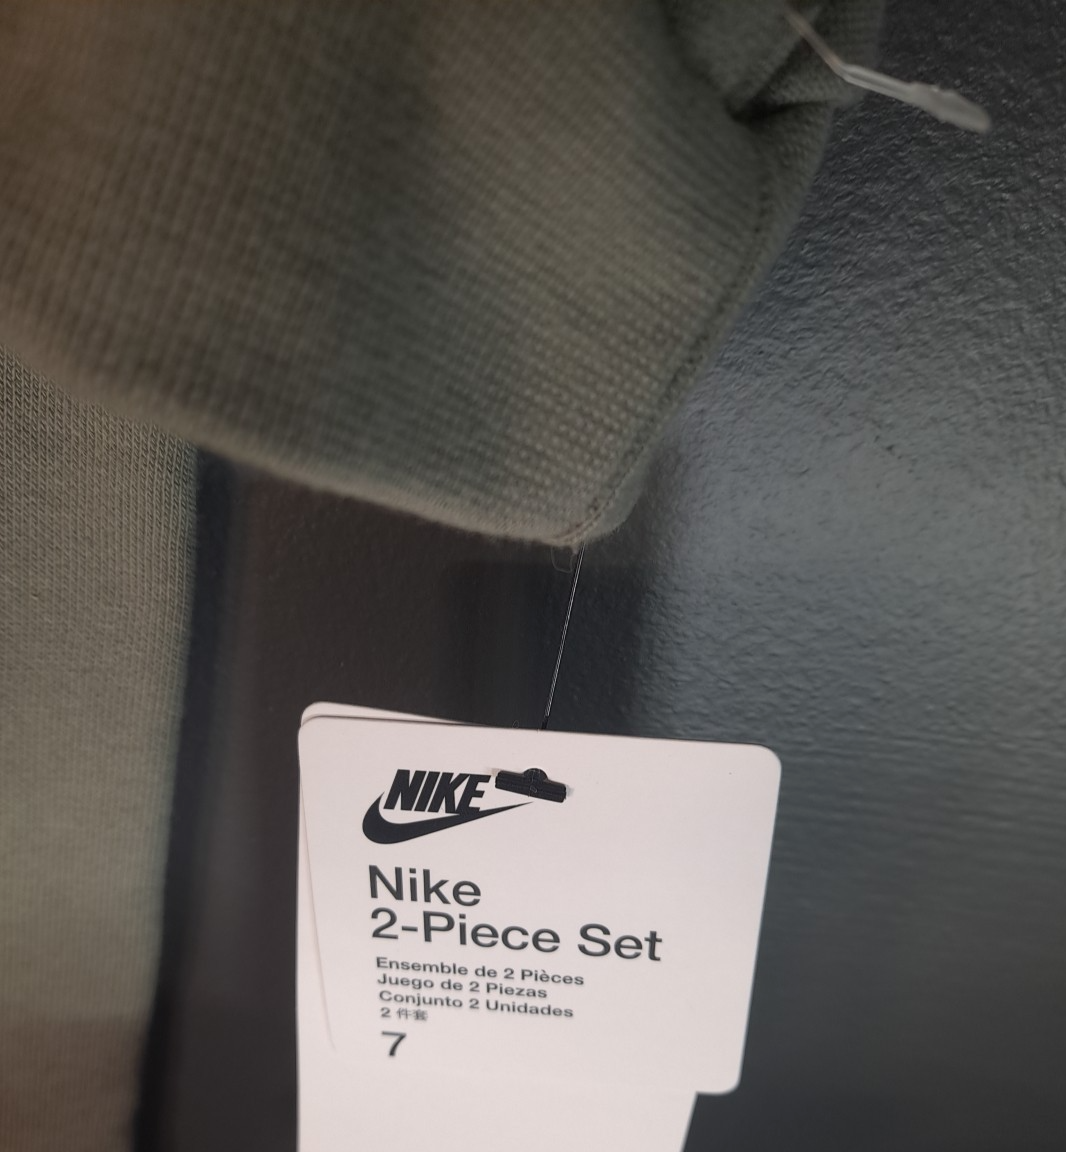 NIKE
Nike
2-Piece Set
Ensemble de 2 Pièces
Juego de 2 Piezas
Conjunto 2 Unidades
2 件套
7